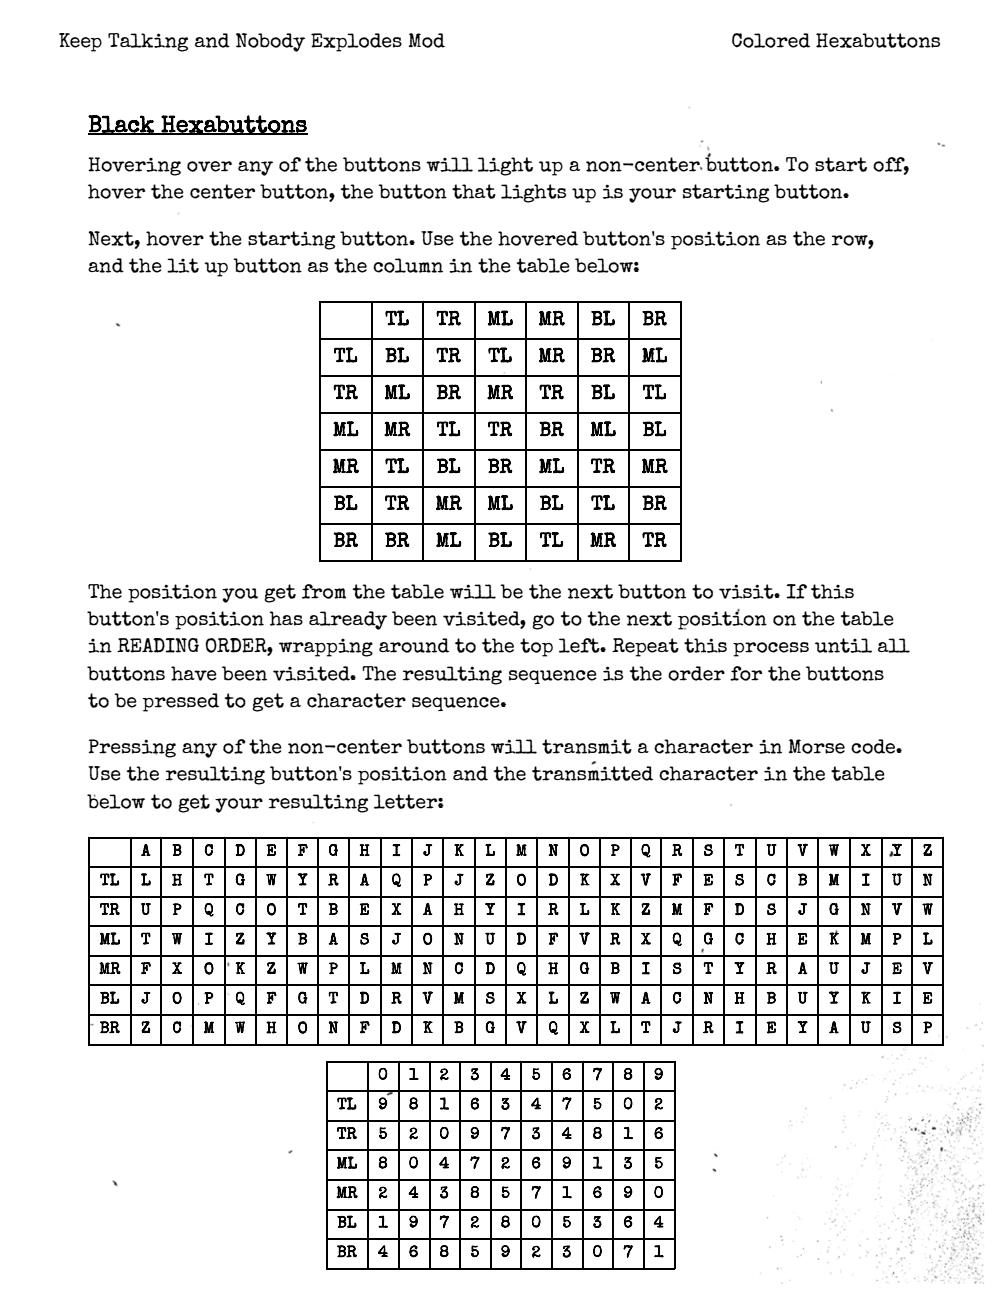 Keep Talking and Nobody Explodes Mod Colored Hexabuttons
Black Hexabuttons
Hovering over any of the buttons will light up a non-center button. To start off,
hover the center button, the button that lights up is your starting button.
Next, hover the starting button. Use the hovered button's position as the row,
and the lit up button as the column in the table below:
TL TR ML MR BL BR
TL BL TR TL MR BR ML
TR ML BR MR TR BL TL
ML MR TL TR BR ML BL
MR TL BL BR ML TR MR
BL TR MR ML BL TL BR
BR BR ML BL TL MR TR
The position you get from the table will be the next button to visit. If this
button's position has already been visited, go to the next position on the table
in READING ORDER, wrapping around to the top left. Repeat this process until all
buttons have been visited. The resulting sequence is the order for the buttons
to be pressed to get a character sequence.
Pressing any of the non-center buttons will transmit a character in Morse code.
Use the resulting button's position and the transmitted character in the table
below to get your resulting letter:
A B C D E F G H I J K L M N O P Q R S T U V W X Y Z
TL L H T G W Y R A Q P J Z O D K X V F E S C B M I U N
TR U P Q C O T B E X A H Y I R L K Z M F D S J G N V W
ML T W I Z Y B A S J O N U D F V R X Q G C H E K M P L
MR F X O K Z W P L M N C D Q H G B I S T Y R A U J E V
BL J O P Q F G T D R V M S X L Z W A C N H B U Y K I E
BR Z C M W H O N F D K B G V Q X L T J R I E Y A U S P
0 1 2 3 4 5 6 7 8 9
TL 9 8 1 6 3 4 7 5 0 2
TR 5 2 0 9 7 3 4 8 1 6
ML 8 0 4 7 2 6 9 1 3 5
MR 2 4 3 8 5 7 1 6 9 0
BL 1 9 7 2 8 0 5 3 6 4
BR 4 6 8 5 9 2 3 0 7 1